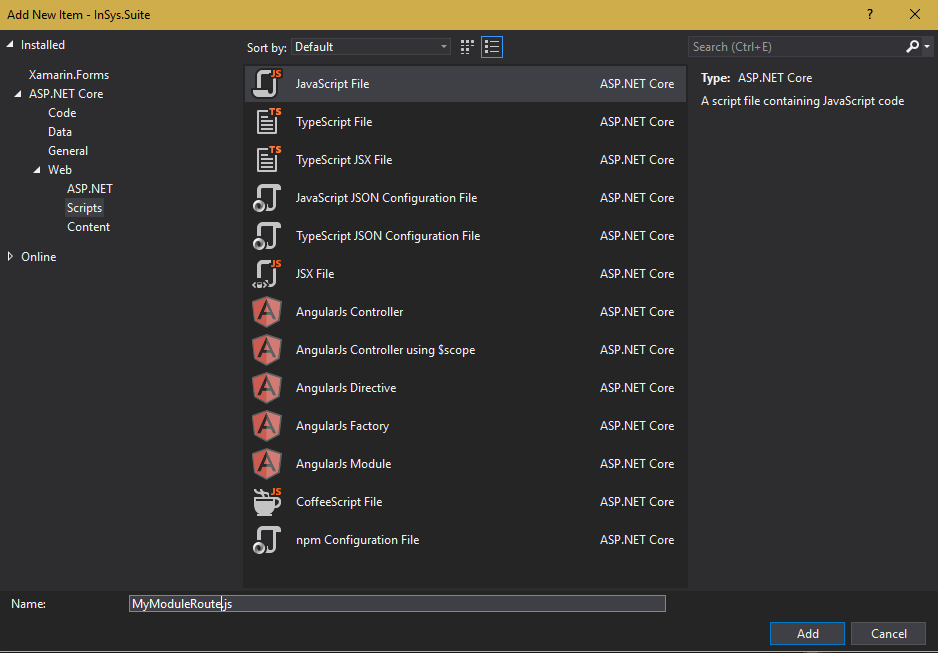 Add New Item - InSys.Suite
?
Installed
Xamarin.Forms
ASP.NET Core
Code
Data
General
Web
ASP.NET
Scripts
Content
Online
Sort by: Default
Search (Ctrl+E)
JS JavaScript File ASP.NET Core
TS TypeScript File ASP.NET Core
TS TypeScript JSX File ASP.NET Core
JavaScript JSON Configuration File ASP.NET Core
TypeScript JSON Configuration File ASP.NET Core
JS JSX File ASP.NET Core
A AngularJs Controller ASP.NET Core
A AngularJs Controller using $scope ASP.NET Core
A AngularJs Directive ASP.NET Core
A AngularJs Factory ASP.NET Core
A AngularJs Module ASP.NET Core
JS CoffeeScript File ASP.NET Core
npm Configuration File ASP.NET Core
Type: ASP.NET Core
A script file containing JavaScript code
Name: MyModuleRoute.js
Add Cancel